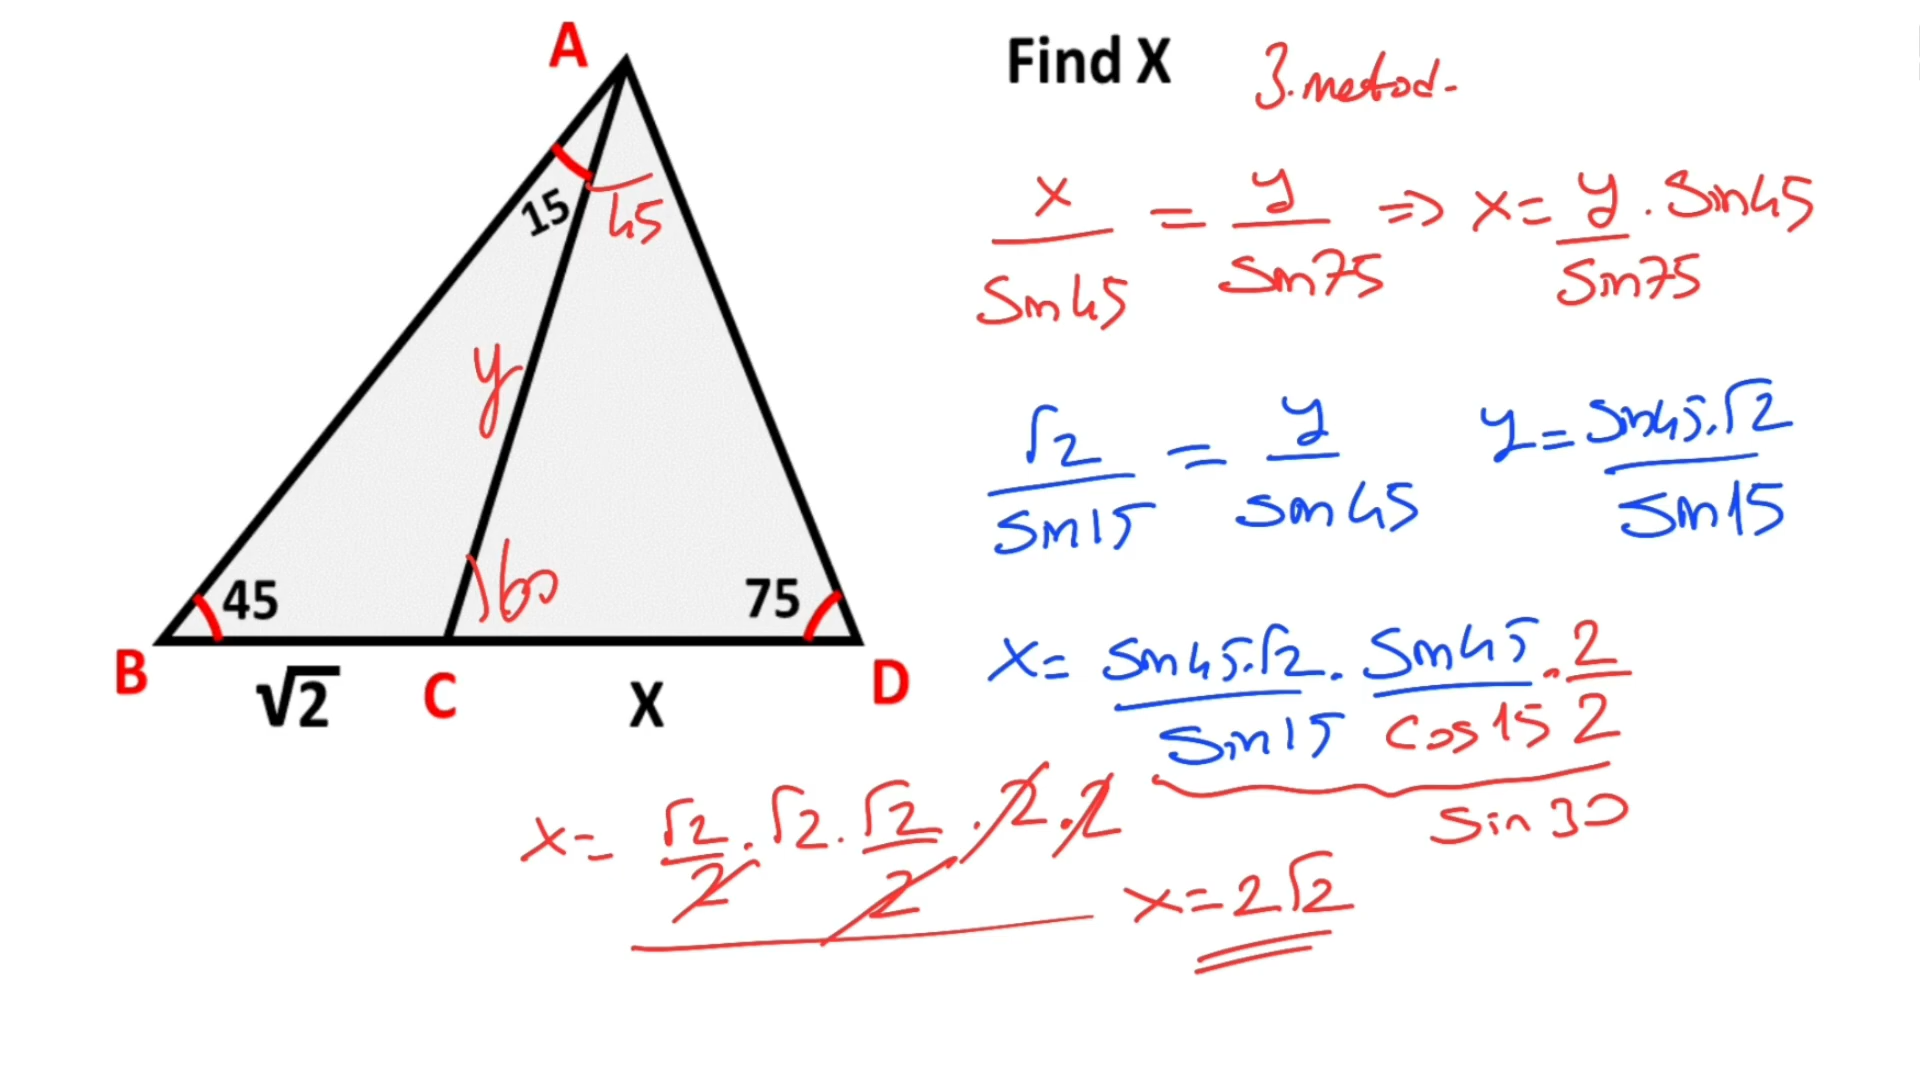 A
Find X 3. metod-
15
45
x/Sin45 = y/Sin75 => x= y/Sin75 . Sin45
y
√2/Sin15 = y/Sin45 y= Sin45.√2/Sin15
45
60
75
B
√2
C
X
D
x= Sin45.√2/Sin15 . Sin45/Cos15 . 2/2
Sin30
x= √2/2 . √2 . √2/2 . 2 . 2
x=2√2